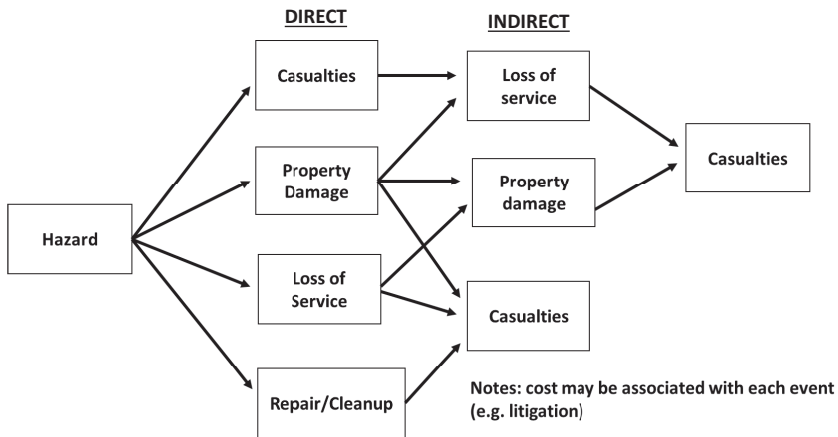 DIRECT
INDIRECT
Casualties
Loss of
service
Casualties
Property
Damage
Property
damage
Hazard
Loss of
Service
Casualties
Repair/Cleanup
Notes: cost may be associated with each event
(e.g. litigation)